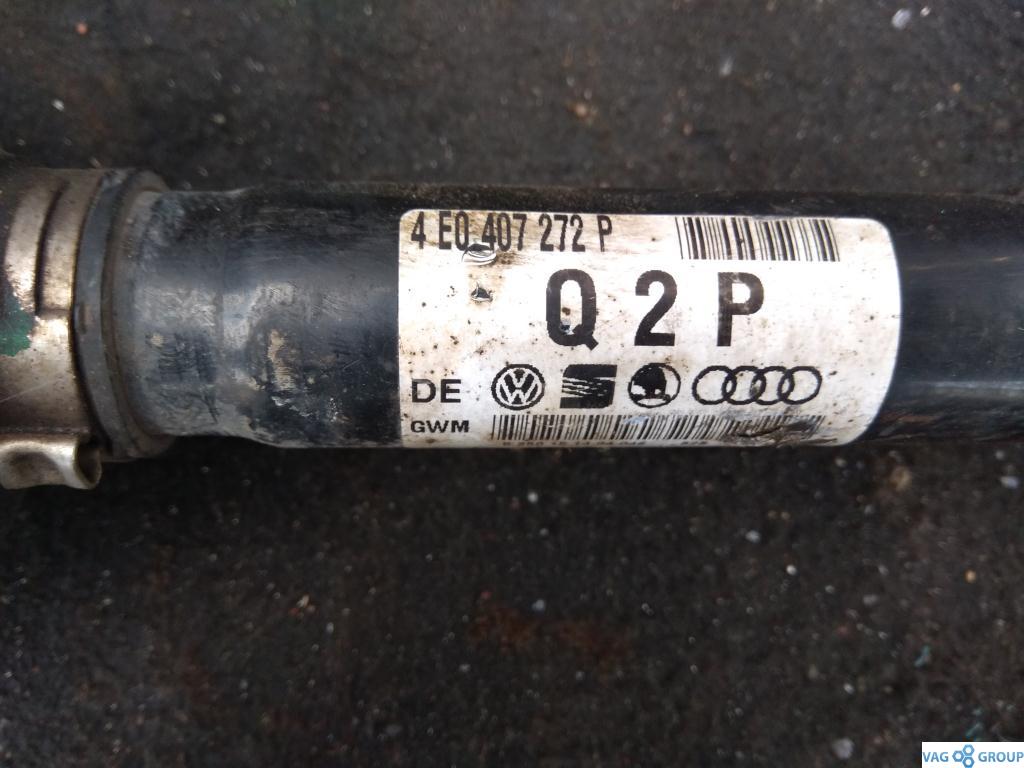 4 E0 407 272 P
Q 2 P
DE
GWM
VAG GROUP